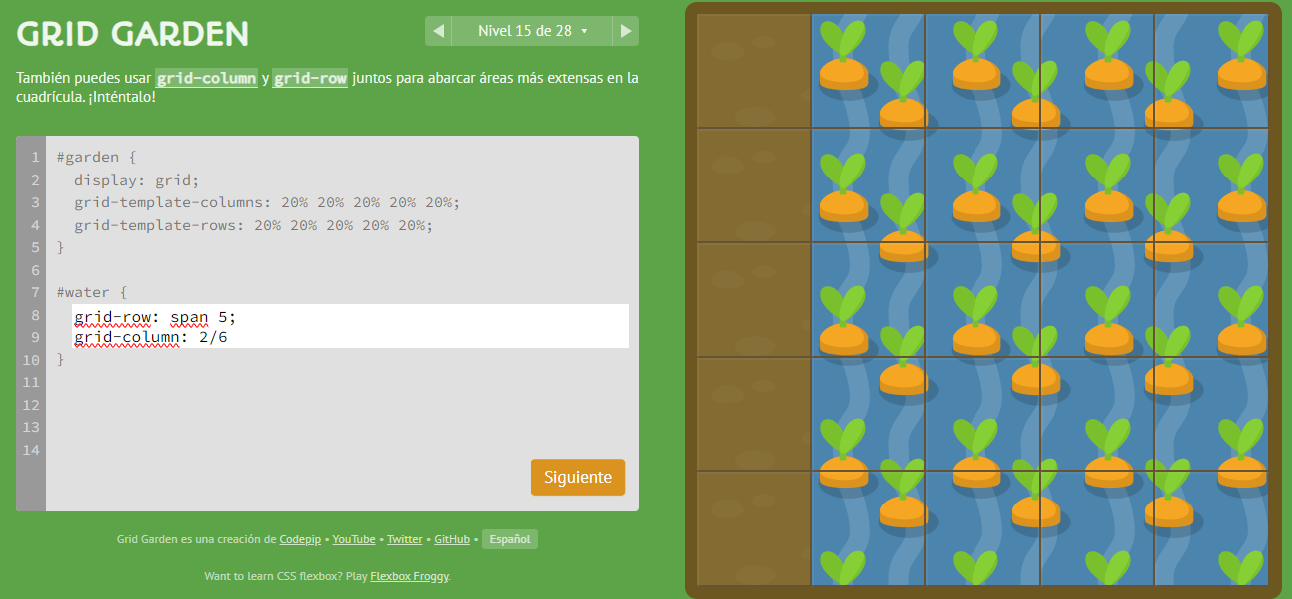 GRID GARDEN
◀ Nivel 15 de 28 ▾ ▶
También puedes usar grid-column y grid-row juntos para abarcar áreas más extensas en la
cuadrícula. ¡Inténtalo!
1 #garden {
2 display: grid;
3 grid-template-columns: 20% 20% 20% 20% 20%;
4 grid-template-rows: 20% 20% 20% 20% 20%;
5 }
6
7 #water {
8 grid-row: span 5;
9 grid-column: 2/6
10 }
11
12
13
14
Siguiente
Grid Garden es una creación de Codepip • YouTube • Twitter • GitHub • Español
Want to learn CSS flexbox? Play Flexbox Froggy.